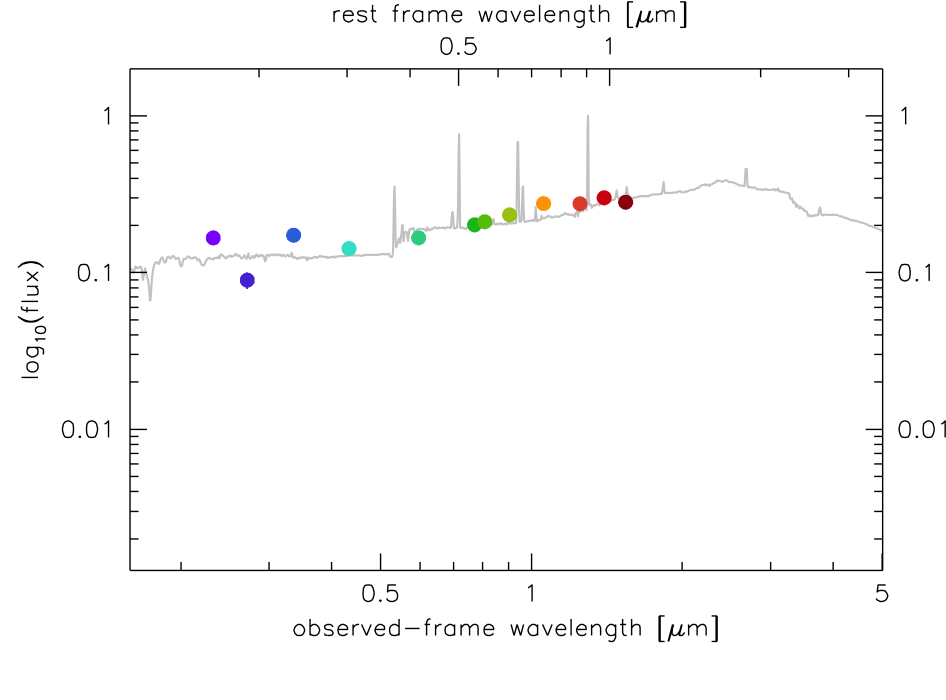 rest frame wavelength [μm]
0.5 1
1 1
0.1 0.1
log10(flux)
0.01 0.01
0.5 1 5
observed-frame wavelength [μm]